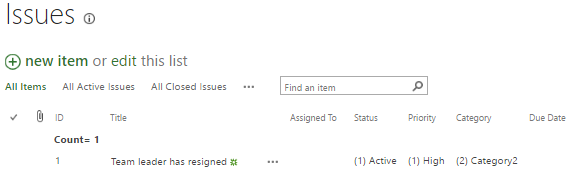 Issues
new item or edit this list
All Items All Active Issues All Closed Issues ••• Find an item
ID Title Assigned To Status Priority Category Due Date
Count= 1
1 Team leader has resigned ••• (1) Active (1) High (2) Category2